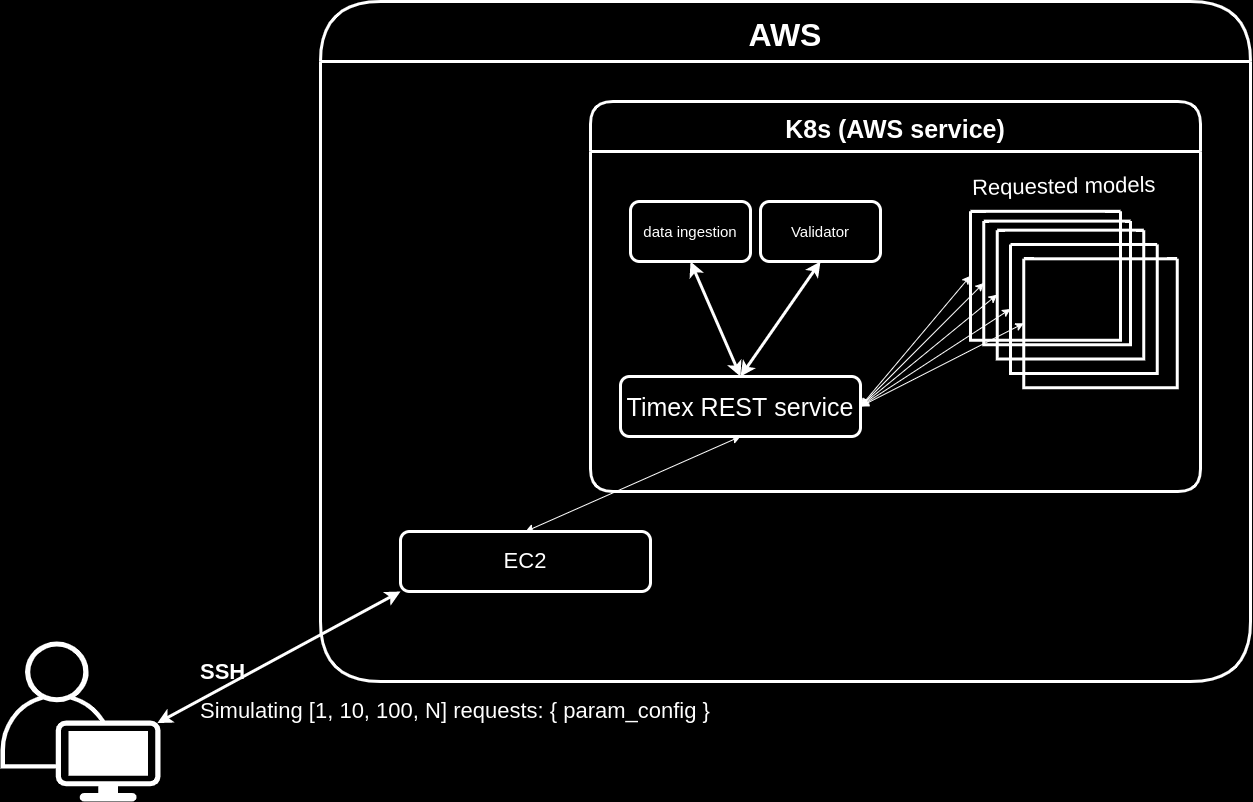 AWS
K8s (AWS service)
Requested models
data ingestion
Validator
Timex REST service
EC2
SSH
Simulating [1, 10, 100, N] requests: { param_config }